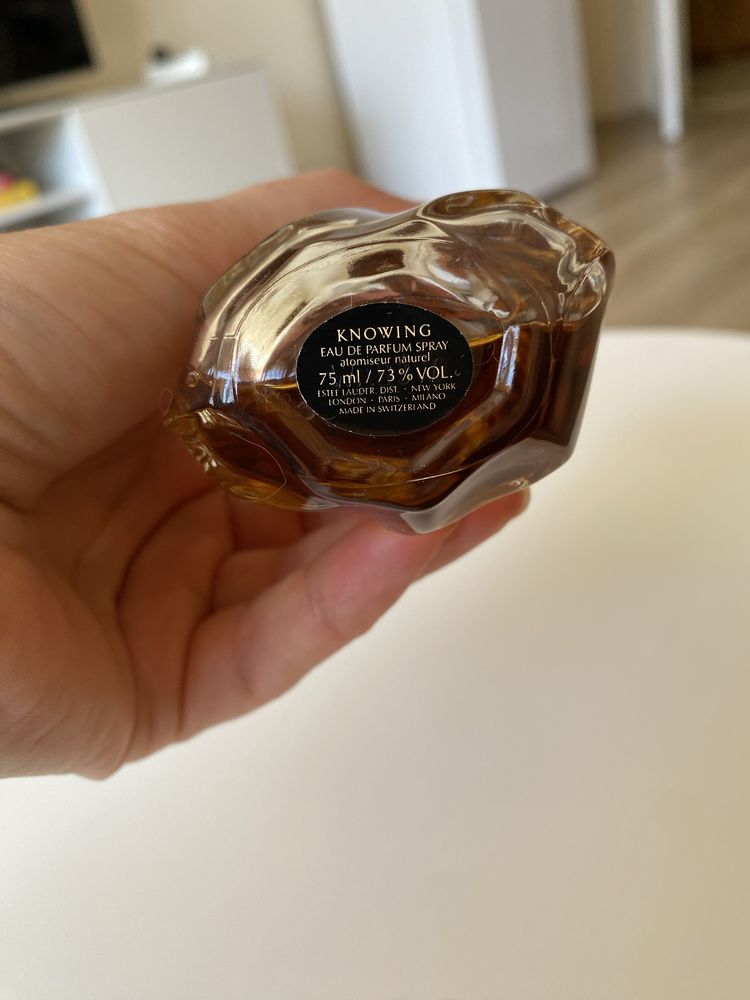 KNOWING
EAU DE PARFUM SPRAY
atomiseur naturel
75 ml / 73 % VOL.
ESTEE LAUDER, DIST. · NEW YORK
LONDON · PARIS · MILANO
MADE IN SWITZERLAND